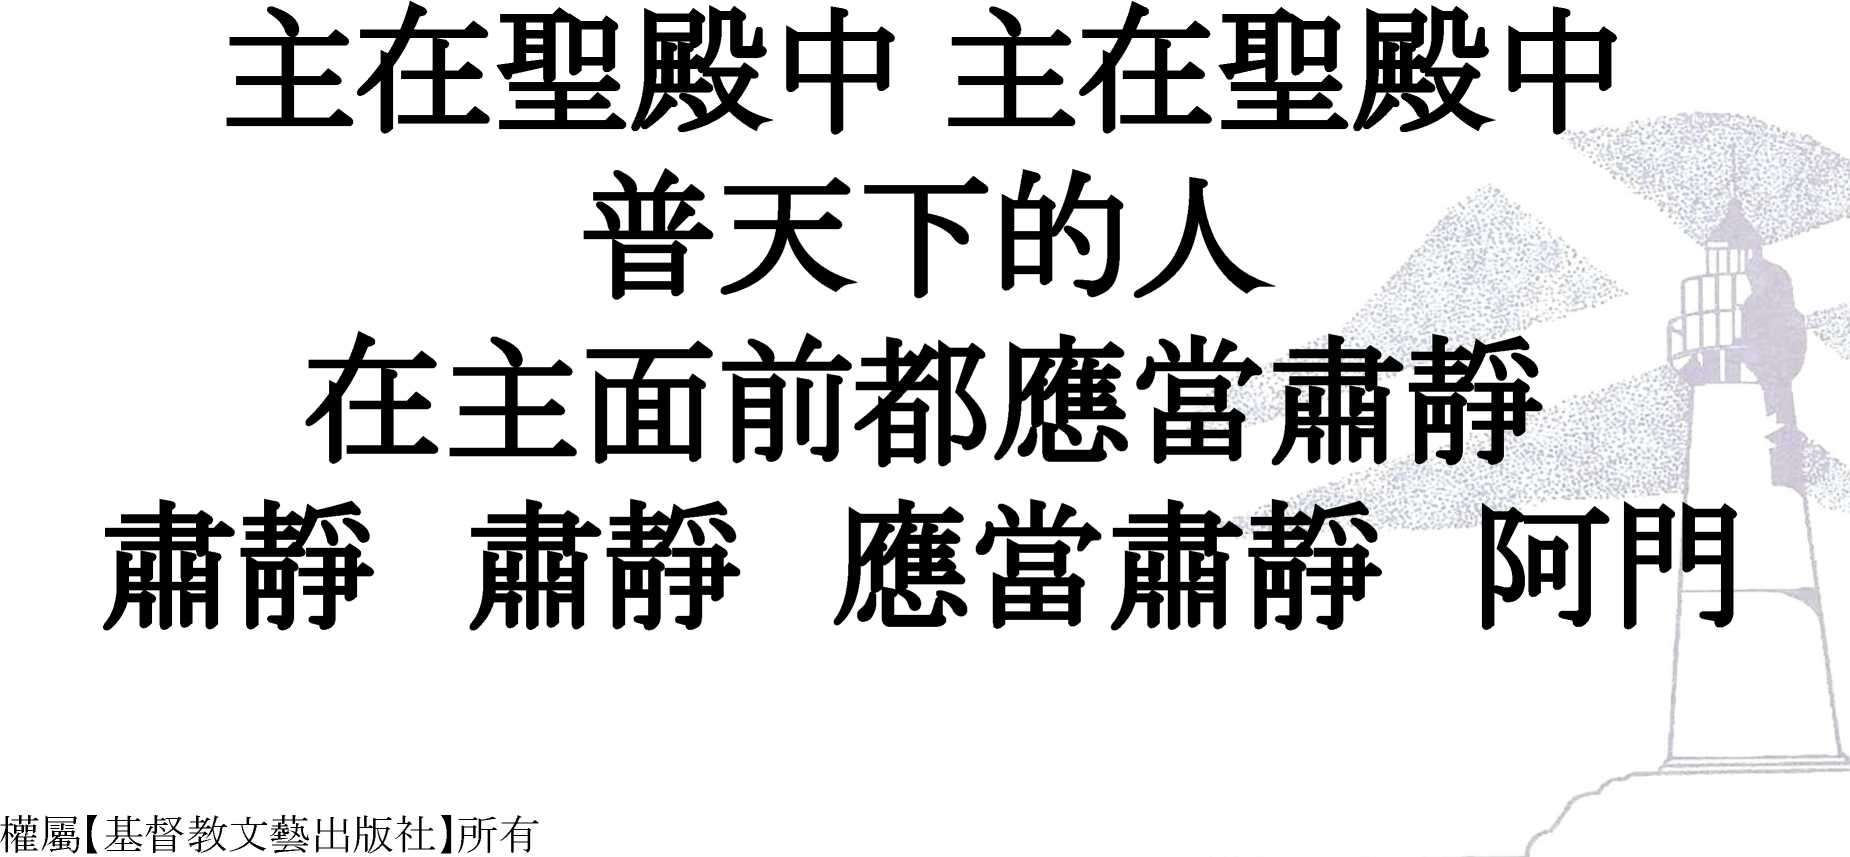 主在聖殿中 主在聖殿中
普天下的人
在主面前都應當肅靜
肅靜 肅靜 應當肅靜 阿門
權屬【基督教文藝出版社】所有